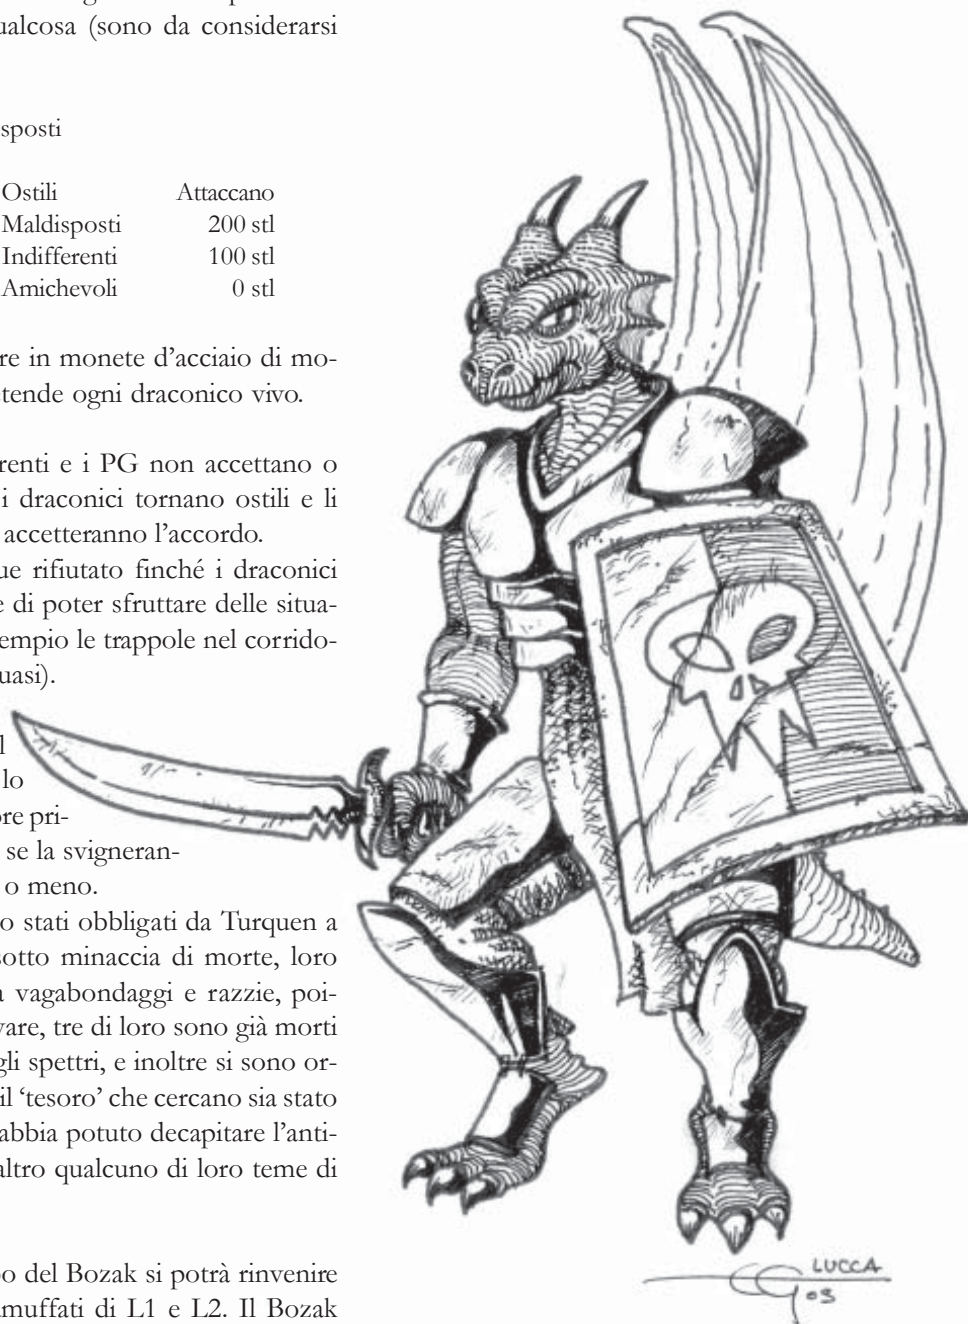 ualcosa (sono da considerarsi
sposti
Ostili Attaccano
Maldisposti 200 stl
Indifferenti 100 stl
Amichevoli 0 stl
re in monete d’acciaio di mo-
tende ogni draconico vivo.
renti e i PG non accettano o
i draconici tornano ostili e li
accetteranno l’accordo.
ue rifiutato finché i draconici
e di poter sfruttare delle situa-
empio le trappole nel corrido-
uasi).
l
lo
re pri-
se la svigneran-
o meno.
o stati obbligati da Turquen a
sotto minaccia di morte, loro
a vagabondaggi e razzie, poi-
vare, tre di loro sono già morti
gli spettri, e inoltre si sono or-
il ‘tesoro’ che cercano sia stato
abbia potuto decapitare l’anti-
altro qualcuno di loro teme di
po del Bozak si potrà rinvenire
amuffati di L1 e L2. Il Bozak
LUCCA